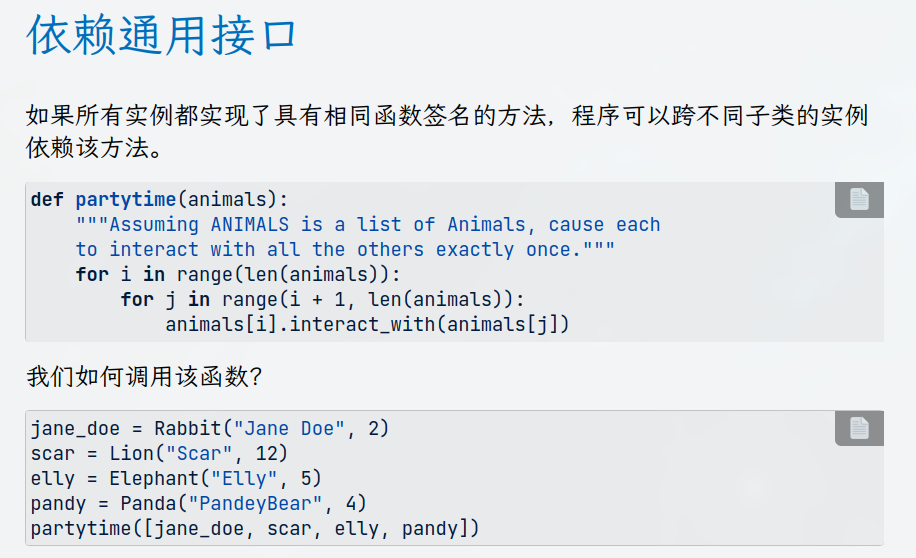 依赖通用接口
如果所有实例都实现了具有相同函数签名的方法，程序可以跨不同子类的实例
依赖该方法。
def partytime(animals):
    """Assuming ANIMALS is a list of Animals, cause each
    to interact with all the others exactly once."""
    for i in range(len(animals)):
        for j in range(i + 1, len(animals)):
            animals[i].interact_with(animals[j])
我们如何调用该函数？
jane_doe = Rabbit("Jane Doe", 2)
scar = Lion("Scar", 12)
elly = Elephant("Elly", 5)
pandy = Panda("PandeyBear", 4)
partytime([jane_doe, scar, elly, pandy])